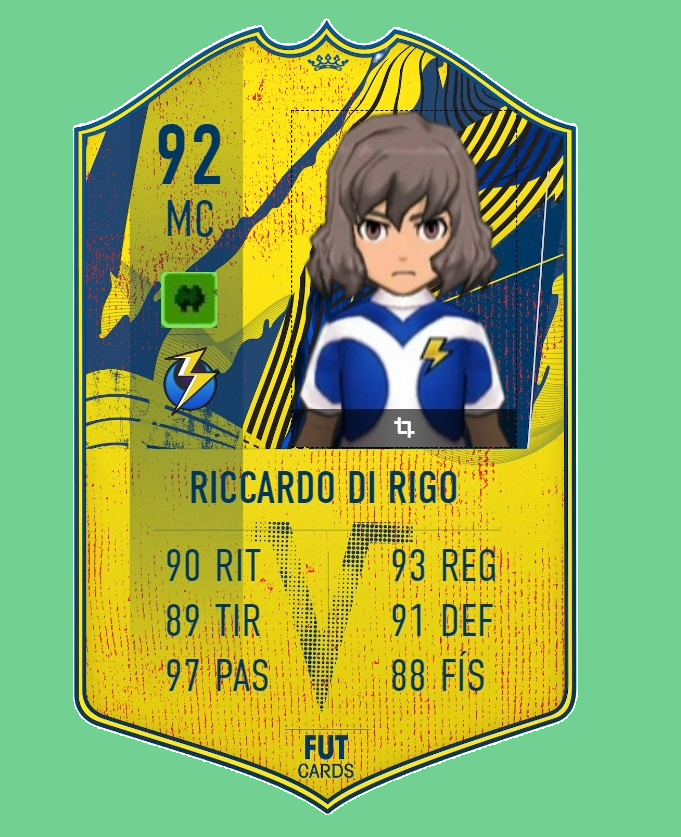 92
MC
RICCARDO DI RIGO
90 RIT 93 REG
89 TIR 91 DEF
97 PAS 88 FÍS
FUT
CARDS